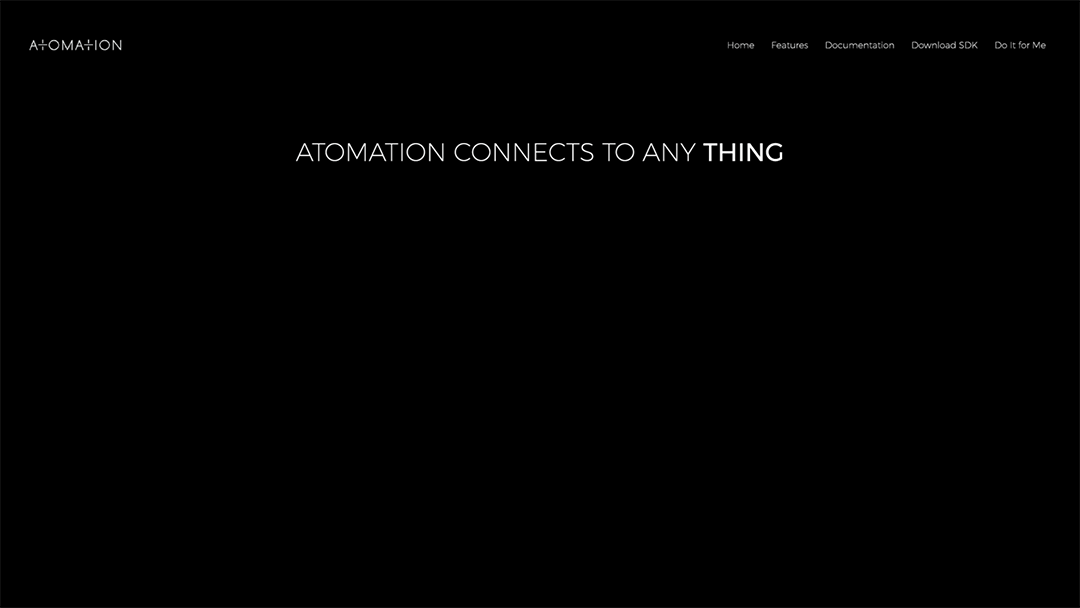 ATOMATION
Home Features Documentation Download SDK Do It for Me
ATOMATION CONNECTS TO ANY THING